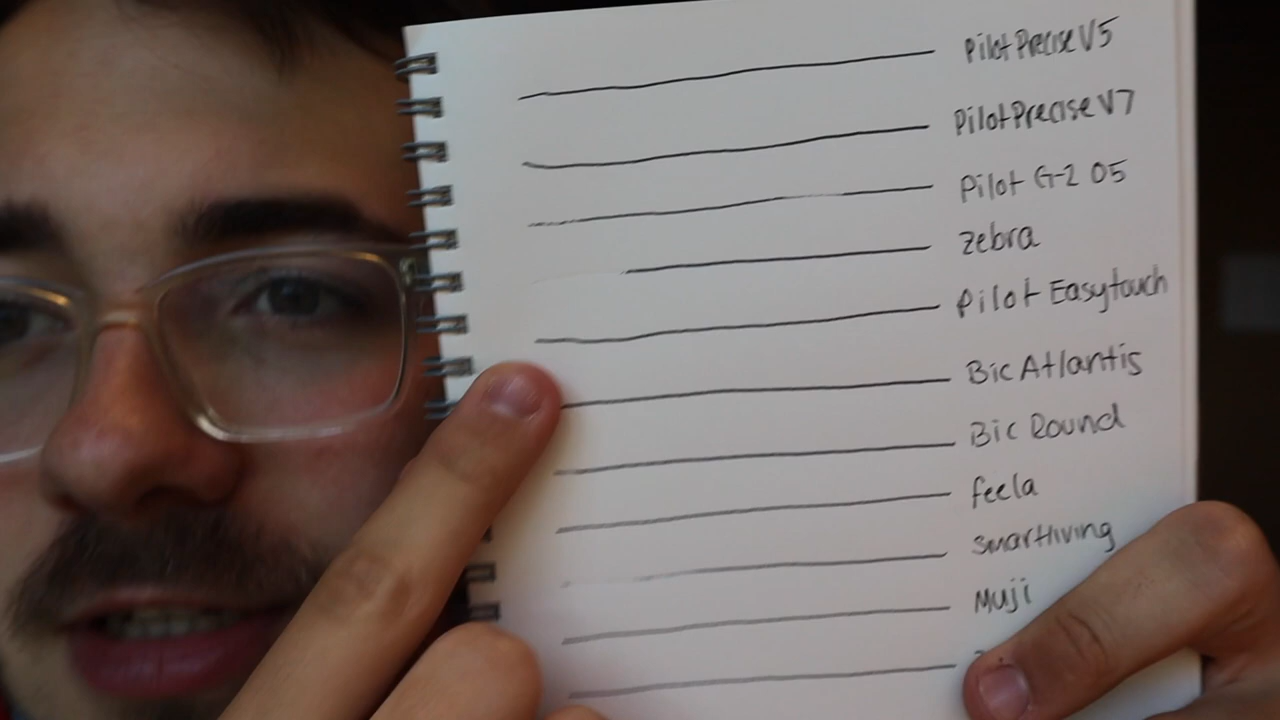 Pilot Precise V5
Pilot Precise V7
Pilot G-2 05
Zebra
Pilot Easytouch
Bic Atlantis
Bic Round
feela
smartliving
Muji